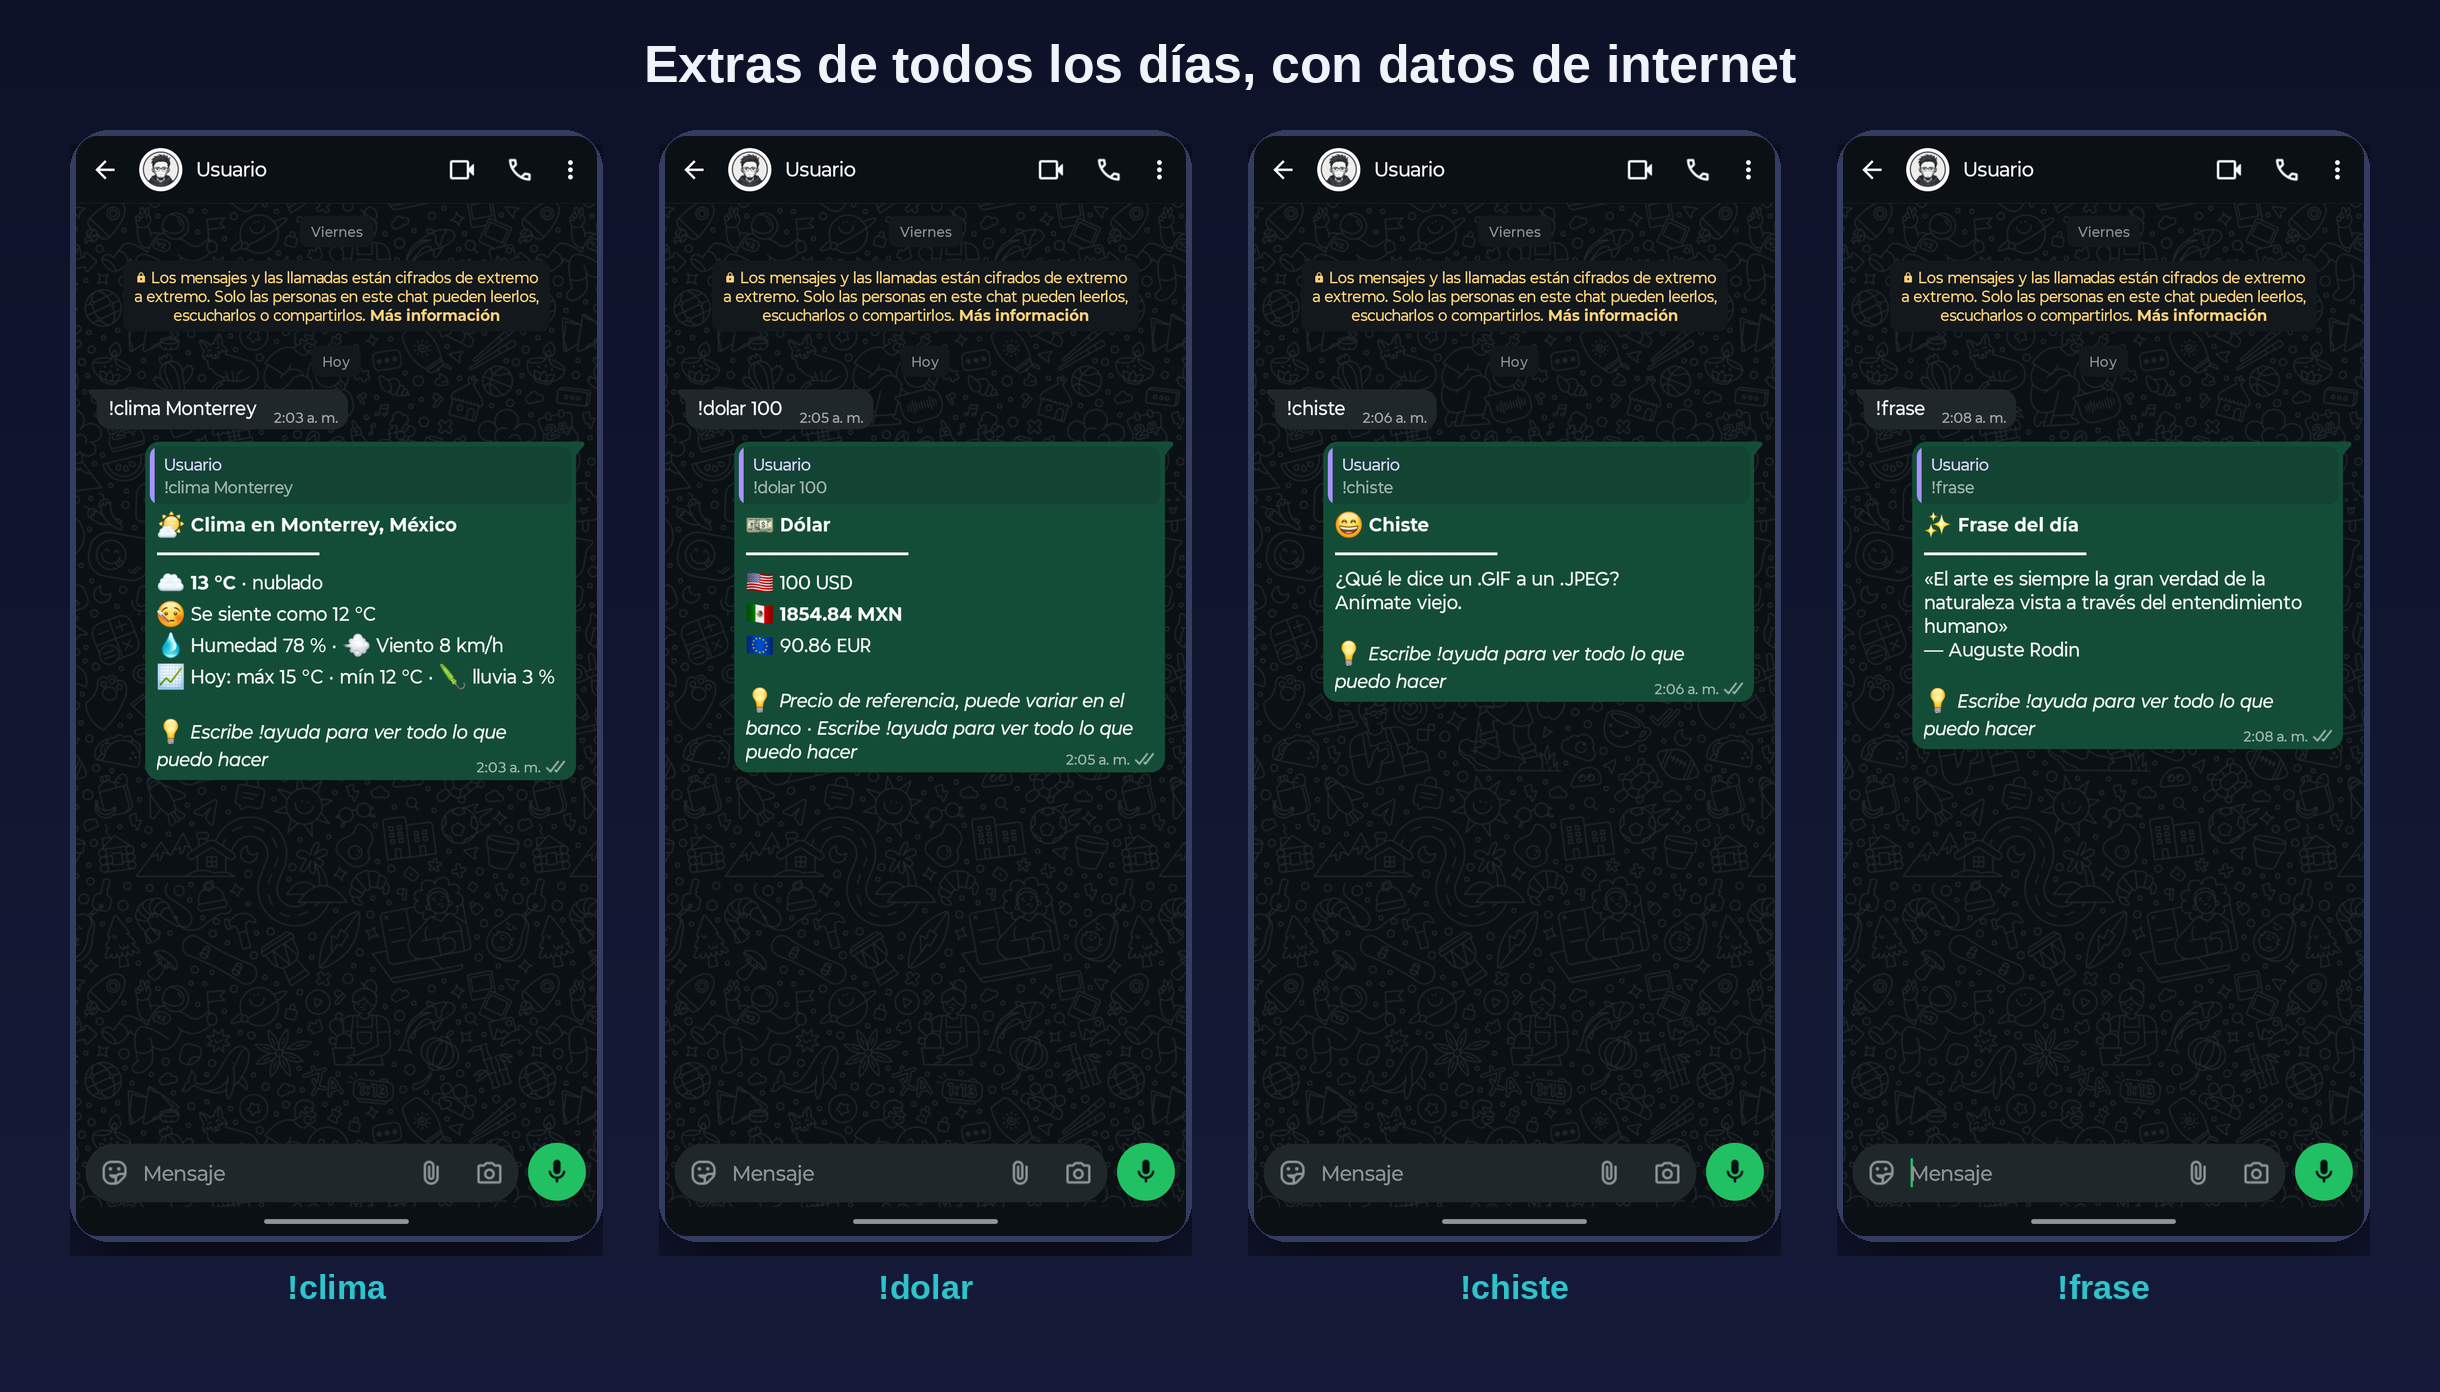 Extras de todos los días, con datos de internet
Usuario
Viernes
Los mensajes y las llamadas están cifrados de extremo
a extremo. Solo las personas en este chat pueden leerlos,
escucharlos o compartirlos. Más información
Hoy
!clima Monterrey 2:03 a. m.
Usuario
!clima Monterrey
Clima en Monterrey, México
13 °C · nublado
Se siente como 12 °C
Humedad 78 % · Viento 8 km/h
Hoy: máx 15 °C · mín 12 °C · lluvia 3 %
Escribe !ayuda para ver todo lo que
puedo hacer 2:03 a. m.
Mensaje
!clima
Usuario
Viernes
Los mensajes y las llamadas están cifrados de extremo
a extremo. Solo las personas en este chat pueden leerlos,
escucharlos o compartirlos. Más información
Hoy
!dolar 100 2:05 a. m.
Usuario
!dolar 100
Dólar
100 USD
1854.84 MXN
90.86 EUR
Precio de referencia, puede variar en el
banco · Escribe !ayuda para ver todo lo que
puedo hacer 2:05 a. m.
Mensaje
!dolar
Usuario
Viernes
Los mensajes y las llamadas están cifrados de extremo
a extremo. Solo las personas en este chat pueden leerlos,
escucharlos o compartirlos. Más información
Hoy
!chiste 2:06 a. m.
Usuario
!chiste
Chiste
¿Qué le dice un .GIF a un .JPEG?
Anímate viejo.
Escribe !ayuda para ver todo lo que
puedo hacer 2:06 a. m.
Mensaje
!chiste
Usuario
Viernes
Los mensajes y las llamadas están cifrados de extremo
a extremo. Solo las personas en este chat pueden leerlos,
escucharlos o compartirlos. Más información
Hoy
!frase 2:08 a. m.
Usuario
!frase
Frase del día
«El arte es siempre la gran verdad de la
naturaleza vista a través del entendimiento
humano»
— Auguste Rodin
Escribe !ayuda para ver todo lo que
puedo hacer 2:08 a. m.
Mensaje
!frase